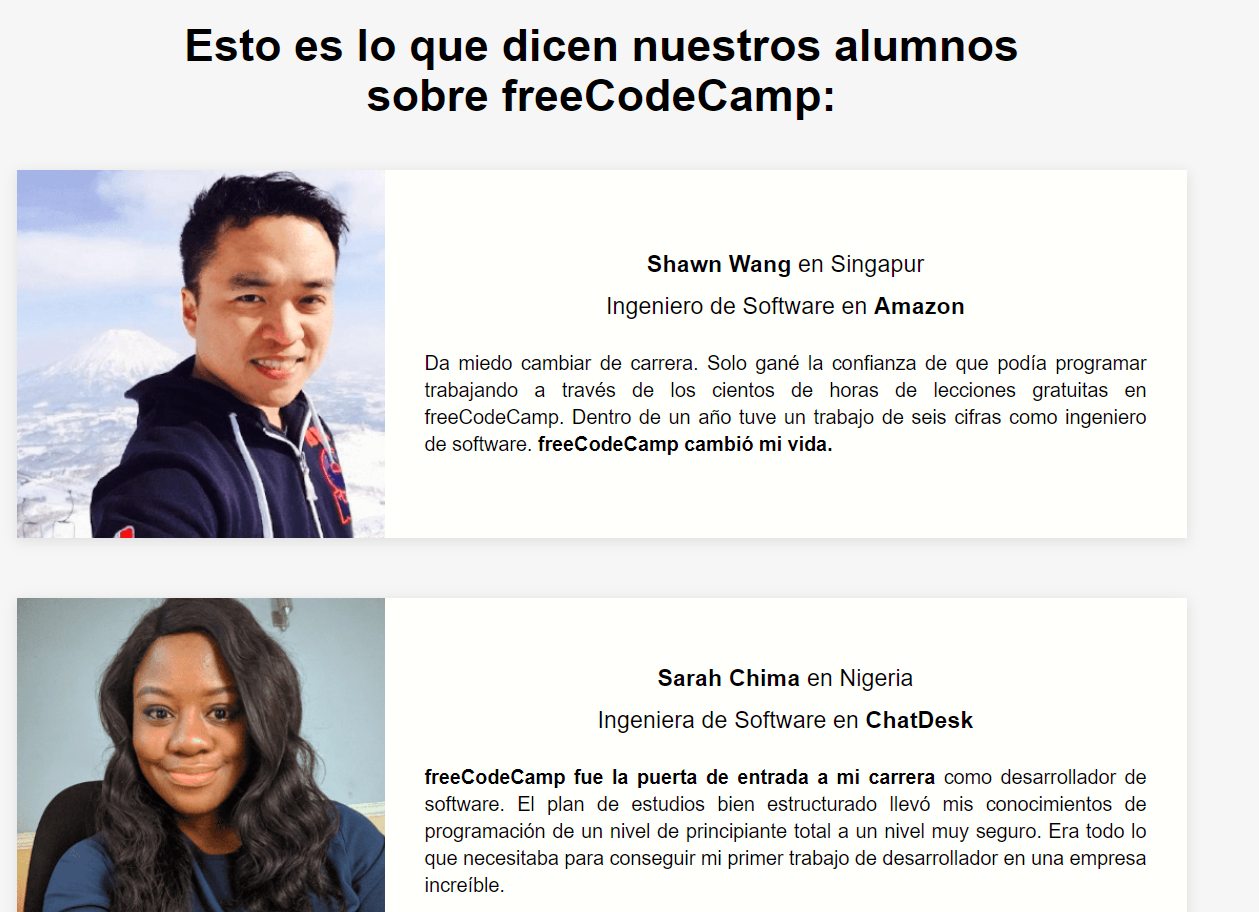 Esto es lo que dicen nuestros alumnos
sobre freeCodeCamp:
Shawn Wang en Singapur
Ingeniero de Software en Amazon
Da miedo cambiar de carrera. Solo gané la confianza de que podía programar
trabajando a través de los cientos de horas de lecciones gratuitas en
freeCodeCamp. Dentro de un año tuve un trabajo de seis cifras como ingeniero
de software. freeCodeCamp cambió mi vida.
Sarah Chima en Nigeria
Ingeniera de Software en ChatDesk
freeCodeCamp fue la puerta de entrada a mi carrera como desarrollador de
software. El plan de estudios bien estructurado llevó mis conocimientos de
programación de un nivel de principiante total a un nivel muy seguro. Era todo lo
que necesitaba para conseguir mi primer trabajo de desarrollador en una empresa
increíble.